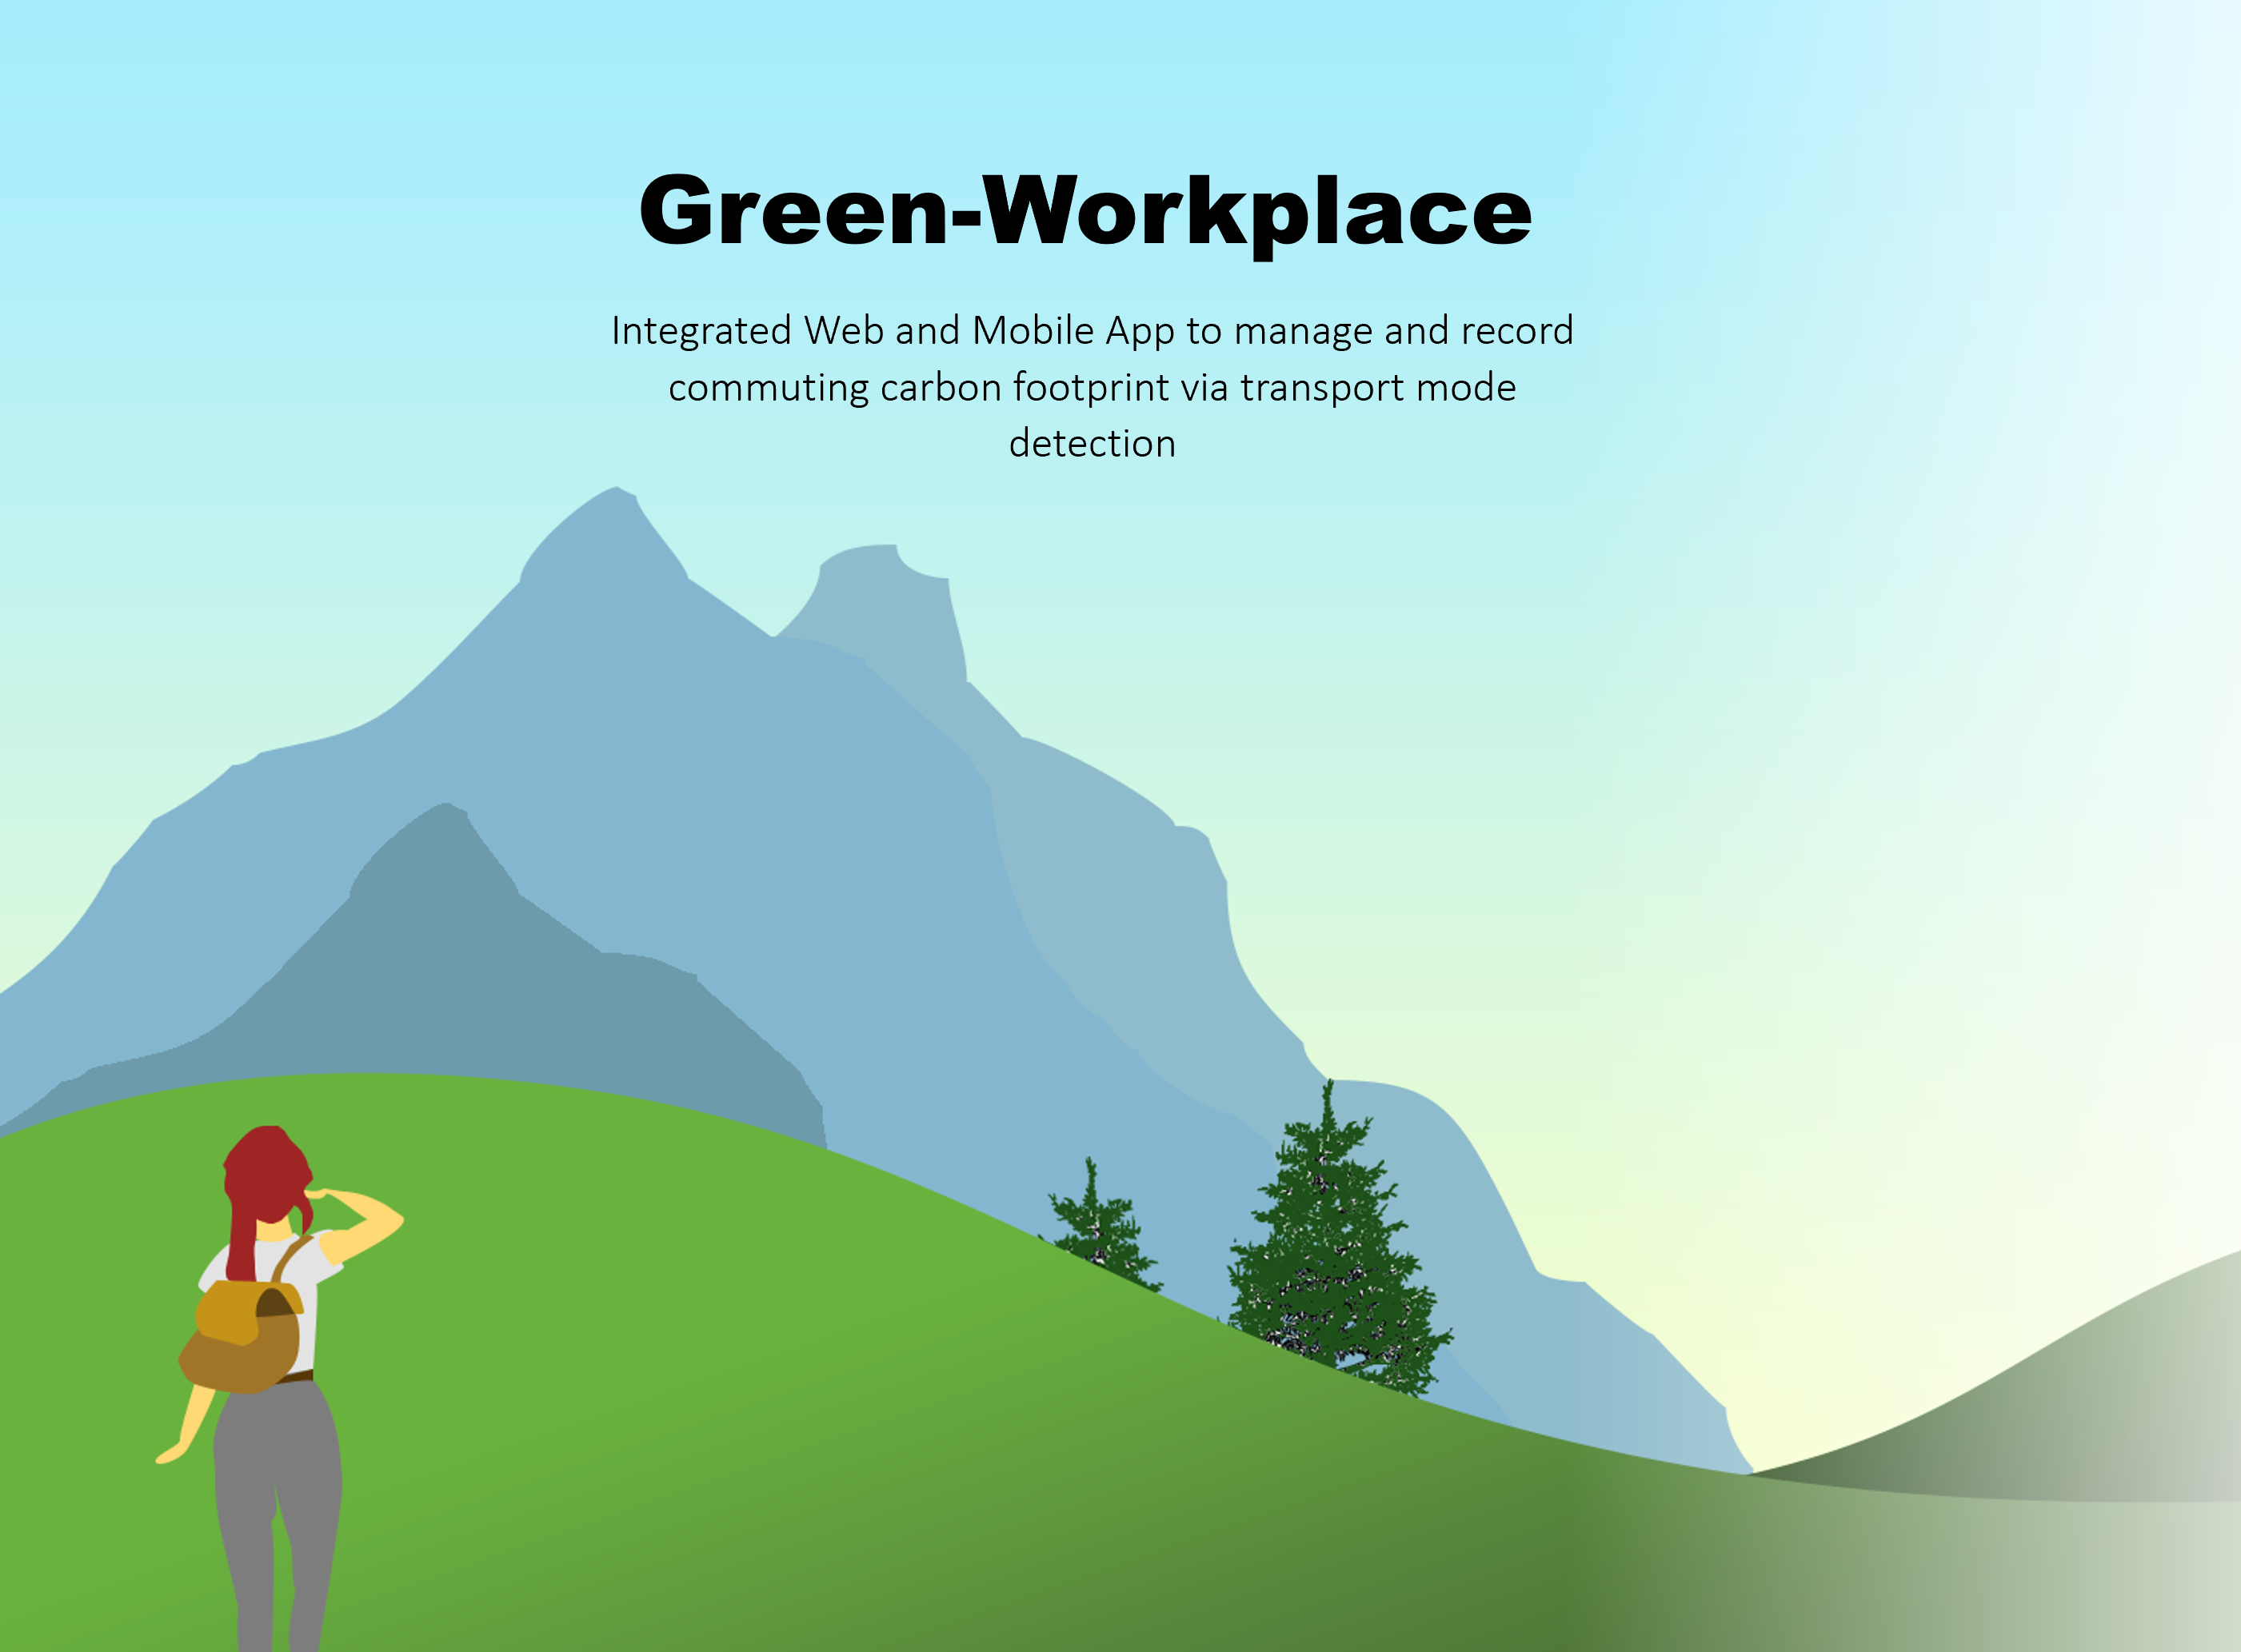 Green-Workplace
Integrated Web and Mobile App to manage and record
commuting carbon footprint via transport mode
detection